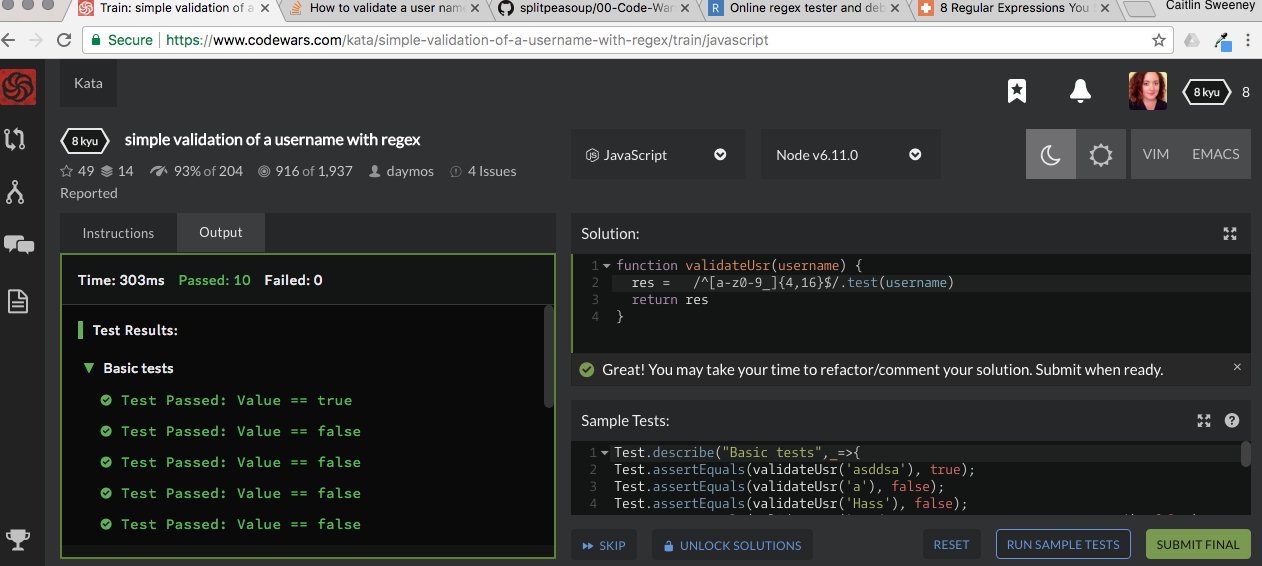 Train: simple validation of a
How to validate a user nam
splitpeasoup/00-Code-War
Online regex tester and deb
8 Regular Expressions You
Caitlin Sweeney
Secure https://www.codewars.com/kata/simple-validation-of-a-username-with-regex/train/javascript
Kata
8 kyu 8
8 kyu simple validation of a username with regex
49 14 93% of 204 916 of 1,937 daymos 4 Issues
Reported
JavaScript
Node v6.11.0
VIM EMACS
Instructions Output
Time: 303ms Passed: 10 Failed: 0
Test Results:
Basic tests
Test Passed: Value == true
Test Passed: Value == false
Test Passed: Value == false
Test Passed: Value == false
Test Passed: Value == false
Solution:
1 function validateUsr(username) {
2 res = /^[a-z0-9_]{4,16}$/.test(username)
3 return res
4 }
Great! You may take your time to refactor/comment your solution. Submit when ready.
Sample Tests:
1 Test.describe("Basic tests",_=>{
2 Test.assertEquals(validateUsr('asddsa'), true);
3 Test.assertEquals(validateUsr('a'), false);
4 Test.assertEquals(validateUsr('Hass'), false);
SKIP UNLOCK SOLUTIONS RESET RUN SAMPLE TESTS SUBMIT FINAL